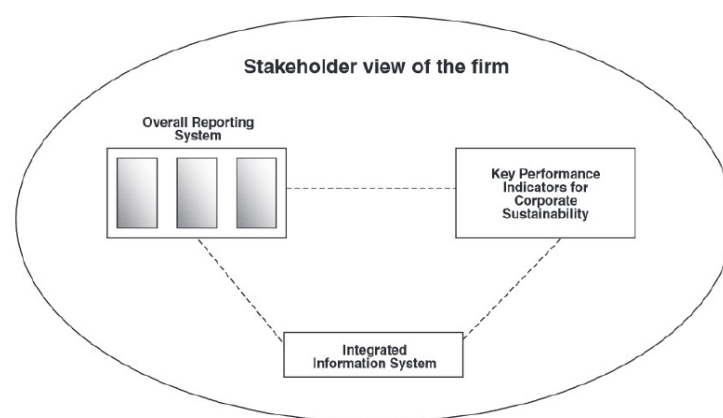 Stakeholder view of the firm
Overall Reporting
System
Key Performance
Indicators for
Corporate
Sustainability
Integrated
Information System